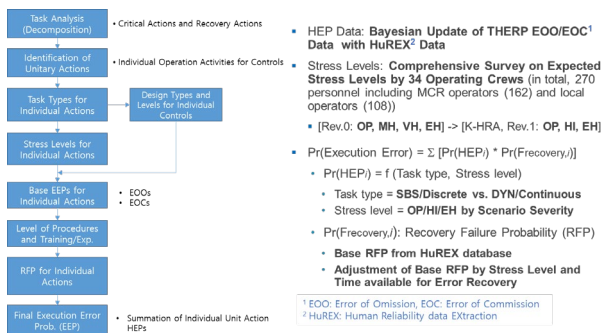 Task Analysis
(Decomposition)
• Critical Actions and Recovery Actions
Identification of
Unitary Actions
• Individual Operation Activities for Controls
Task Types for
Individual Actions
Design Types and
Levels for Individual
Controls
Stress Levels for
Individual Actions
Base EEPs for
Individual Actions
• EOOs
• EOCs
Level of Procedures
and Training/Exp.
RFP for Individual
Actions
Final Execution Error
Prob. (EEP)
• Summation of Individual Unit Action
HEPs
▪ HEP Data: Bayesian Update of THERP EOO/EOC¹
Data with HuREX² Data
▪ Stress Levels: Comprehensive Survey on Expected
Stress Levels by 34 Operating Crews (in total, 270
personnel including MCR operators (162) and local
operators (108))
▪ [Rev.0: OP, MH, VH, EH] -> [K-HRA, Rev.1: OP, HI, EH]
▪ Pr(Execution Error) = Σ [Pr(HEPi) * Pr(Frecovery,i)]
• Pr(HEPi) = f (Task type, Stress level)
• Task type = SBS/Discrete vs. DYN/Continuous
• Stress level = OP/HI/EH by Scenario Severity
• Pr(Frecovery,i): Recovery Failure Probability (RFP)
• Base RFP from HuREX database
• Adjustment of Base RFP by Stress Level and
Time available for Error Recovery
¹ EOO: Error of Omission, EOC: Error of Commission
² HuREX: Human Reliability data EXtraction